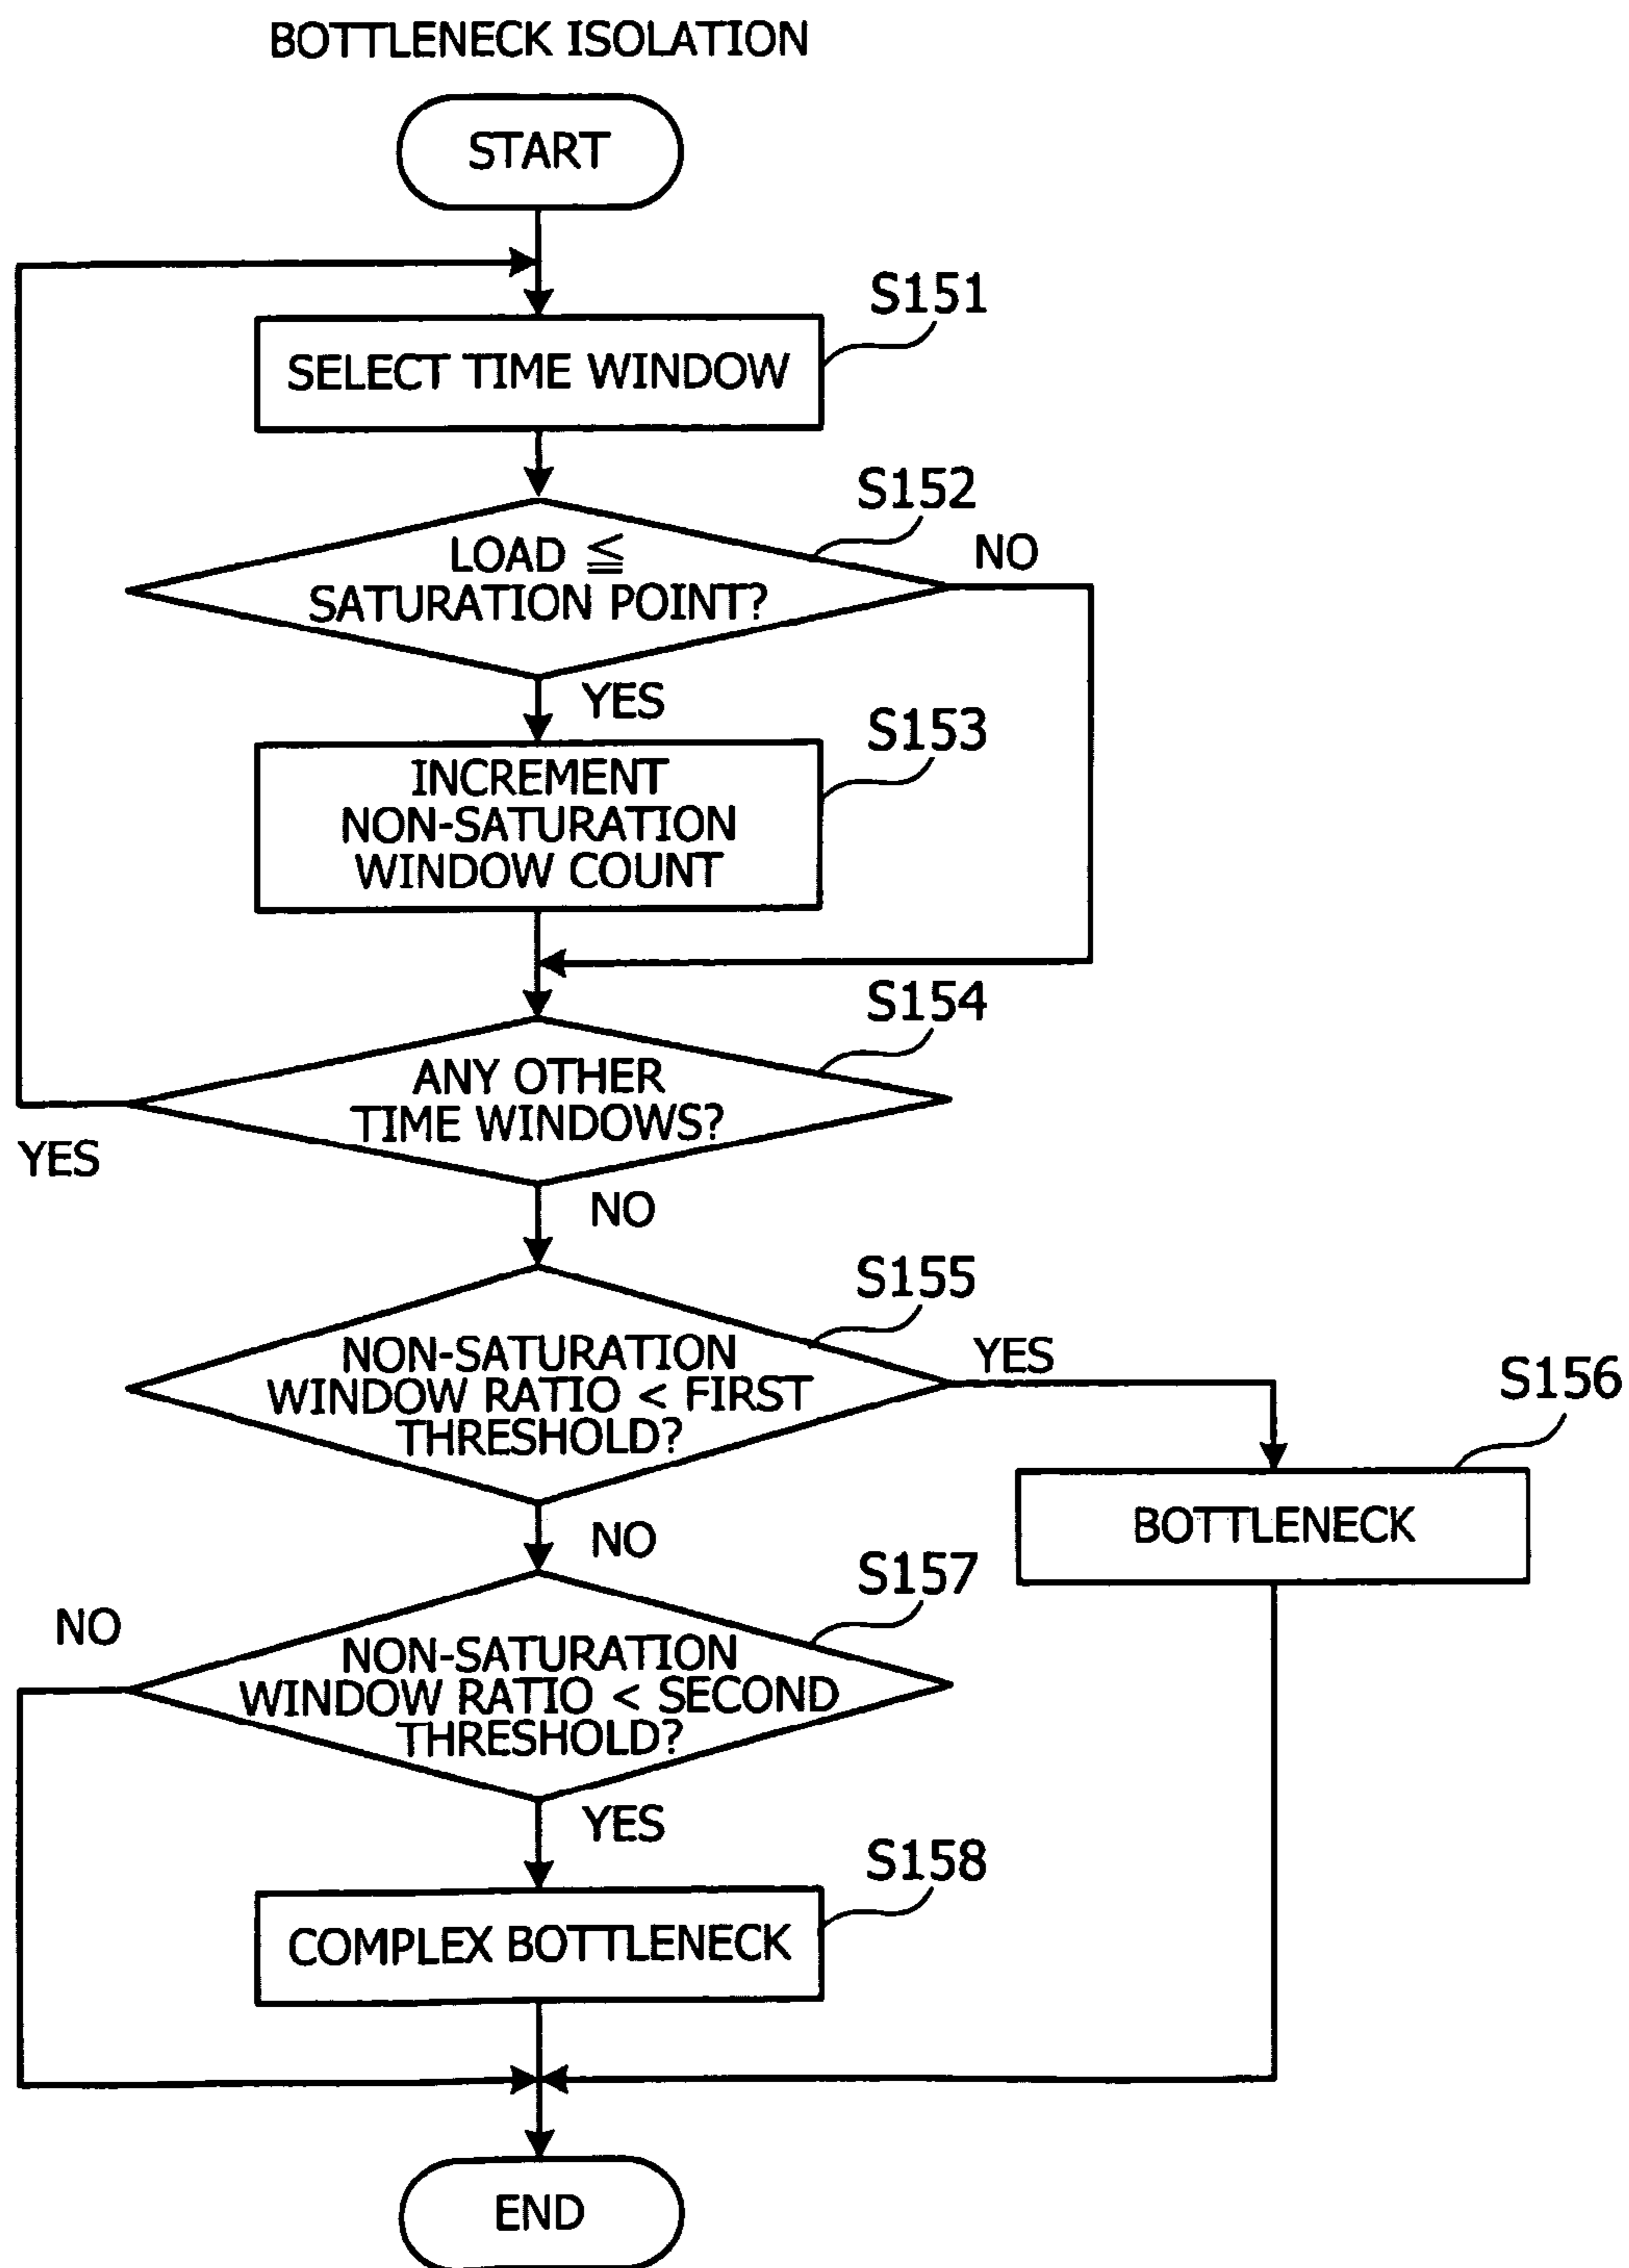 BOTTLENECK ISOLATION
START
S151
SELECT TIME WINDOW
S152
LOAD ≦
NO
SATURATION POINT?
YES
S153
INCREMENT
NON-SATURATION
WINDOW COUNT
S154
ANY OTHER
TIME WINDOWS?
YES
NO
S155
NON-SATURATION
YES
WINDOW RATIO < FIRST
THRESHOLD?
S156
BOTTLENECK
NO
S157
NO
NON-SATURATION
WINDOW RATIO < SECOND
THRESHOLD?
YES
S158
COMPLEX BOTTLENECK
END